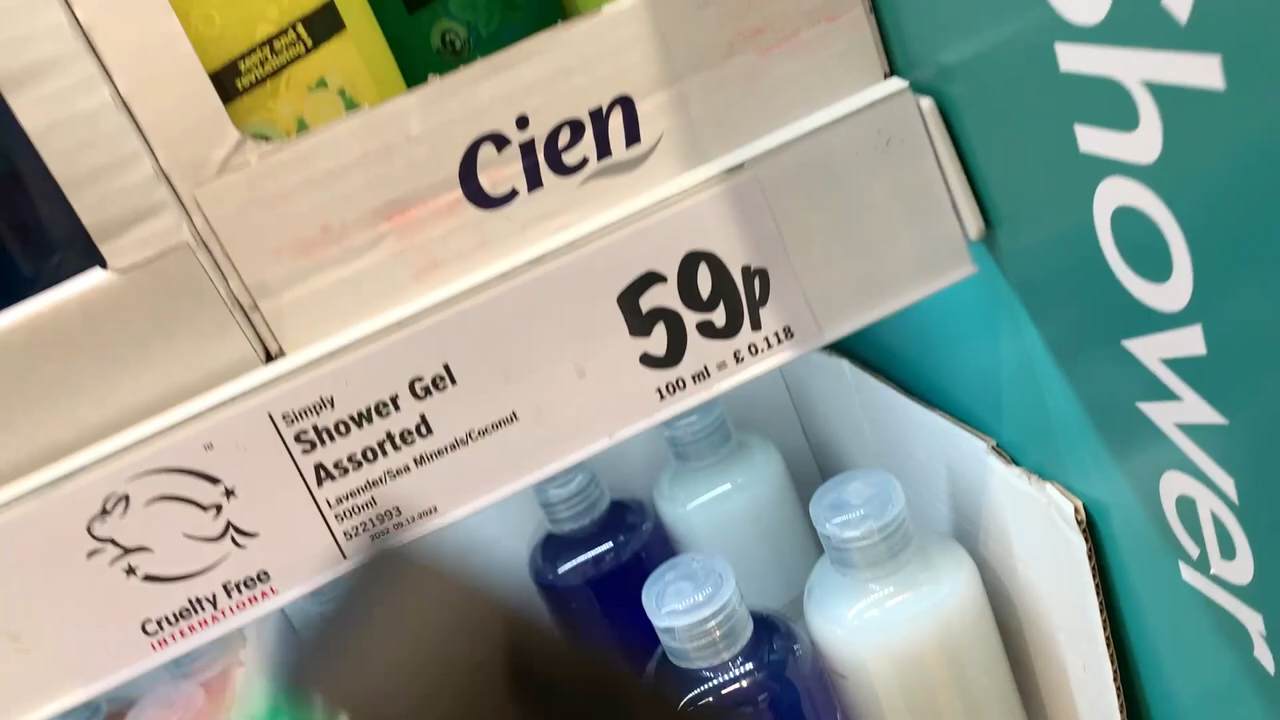 revitalising
Cien
59p
100 ml = £ 0.118
Simply
Shower Gel
Assorted
Lavender/Sea Minerals/Coconut
500ml
5221993
Cruelty Free
INTERNATIONAL
Shower